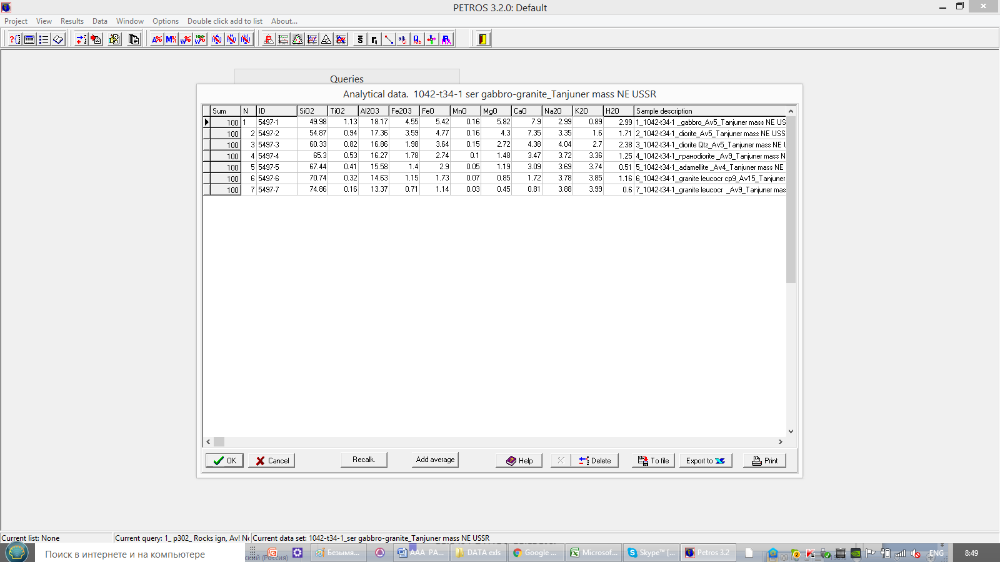 PETROS 3.2.0: Default
Project View Results Data Window Options Double click add to list About...
Queries
Analytical data. 1042-t34-1 ser gabbro-granite_Tanjuner mass NE USSR
Sum N ID SiO2 TiO2 Al2O3 Fe2O3 FeO MnO MgO CaO Na2O K2O H2O Sample description
100 1 5497-1 49.98 1.13 18.17 4.55 5.42 0.16 5.82 7.9 2.99 0.89 2.99 1_1042-t34-1 _gabbro_Av5_Tanjuner mass NE US
100 2 5497-2 54.87 0.94 17.36 3.59 4.77 0.16 4.3 7.35 3.35 1.6 1.71 2_1042-t34-1_diorite_Av5_Tanjuner mass NE USS
100 3 5497-3 60.33 0.82 16.86 1.98 3.64 0.15 2.72 4.38 4.04 2.7 2.38 3_1042-t34-1_diorite Qtz_Av5_Tanjuner mass NE U
100 4 5497-4 65.3 0.53 16.27 1.78 2.74 0.1 1.48 3.47 3.72 3.36 1.25 4_1042-t34-1_гранodiorite _Av9_Tanjuner mass N
100 5 5497-5 67.44 0.41 15.58 1.4 2.9 0.05 1.19 3.09 3.69 3.74 0.51 5_1042-t34-1_adamellite _Av4_Tanjuner mass NE
100 6 5497-6 70.74 0.32 14.63 1.15 1.73 0.07 0.85 1.72 3.78 3.85 1.16 6_1042-t34-1_granite leucocr cp9_Av15_Tanjuner
100 7 5497-7 74.86 0.16 13.37 0.71 1.14 0.03 0.45 0.81 3.88 3.99 0.6 7_1042-t34-1_granite leucocr _Av9_Tanjuner mas
OK Cancel Recalk. Add average Help Delete To file Export to Print
Current list: None Current query: 1_ p302_ Rocks ign, Av! Nc Current data set: 1042-t34-1_ser gabbro-granite_Tanjuner mass NE USSR
Поиск в интернете и на компьютере
ский (Россия)
Безымя... AAA PA... DATA exls Google ... Microsof... Skype™ [... Petros 3.2 ENG 8:49